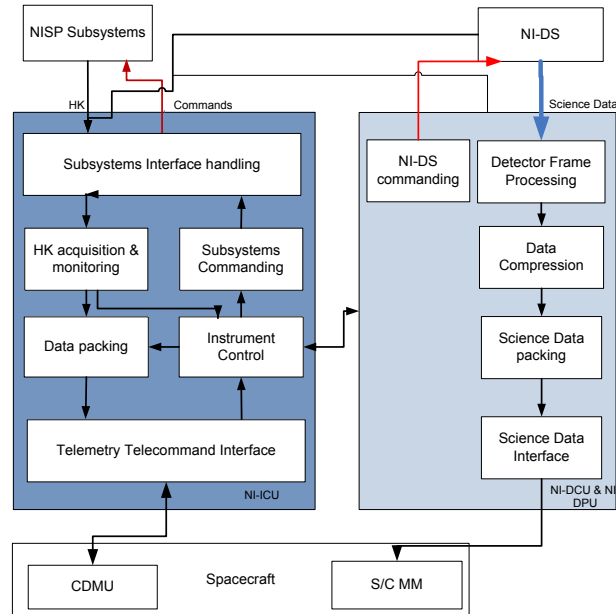 NISP Subsystems
NI-DS
HK
Commands
Science Data
Subsystems Interface handling
NI-DS
commanding
Detector Frame
Processing
HK acquisition &
monitoring
Subsystems
Commanding
Data
Compression
Data packing
Instrument
Control
Science Data
packing
Telemetry Telecommand Interface
Science Data
Interface
NI-ICU
NI-DCU & NI
DPU
CDMU
Spacecraft
S/C MM